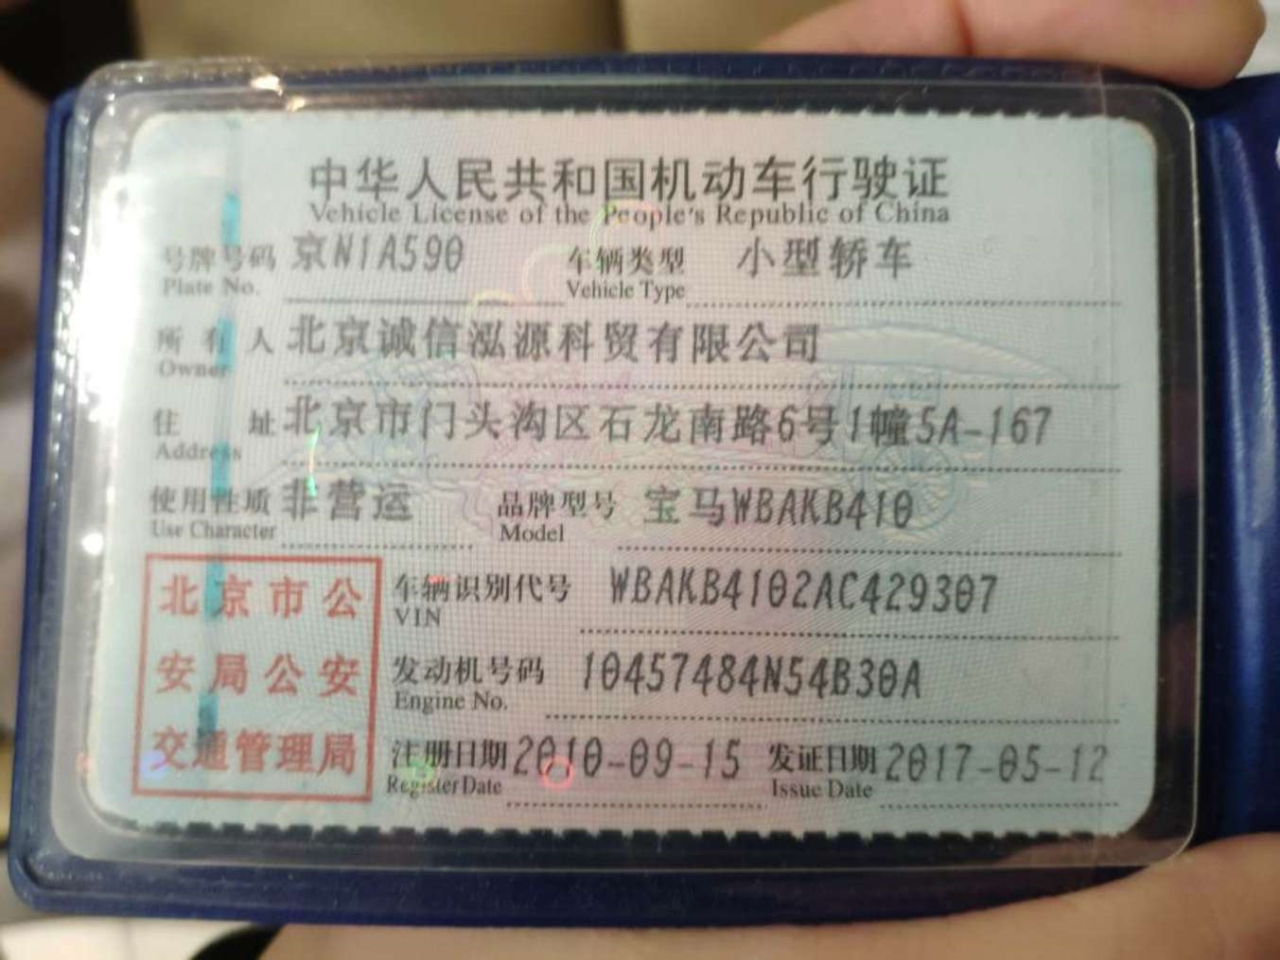 中华人民共和国机动车行驶证
Vehicle License of the People's Republic of China
号牌号码 京N1A590 车辆类型 小型轿车
Plate No. Vehicle Type
所有人 北京诚信泓源科贸有限公司
Owner
住址 北京市门头沟区石龙南路6号1幢5A-167
Address
使用性质 非营运 品牌型号 宝马WBAKB410
Use Character Model
北京市公
安局公安
交通管理局
车辆识别代号 WBAKB4102AC429307
VIN
发动机号码 10457484N54B30A
Engine No.
注册日期 2010-09-15 发证日期 2017-05-12
Register Date Issue Date